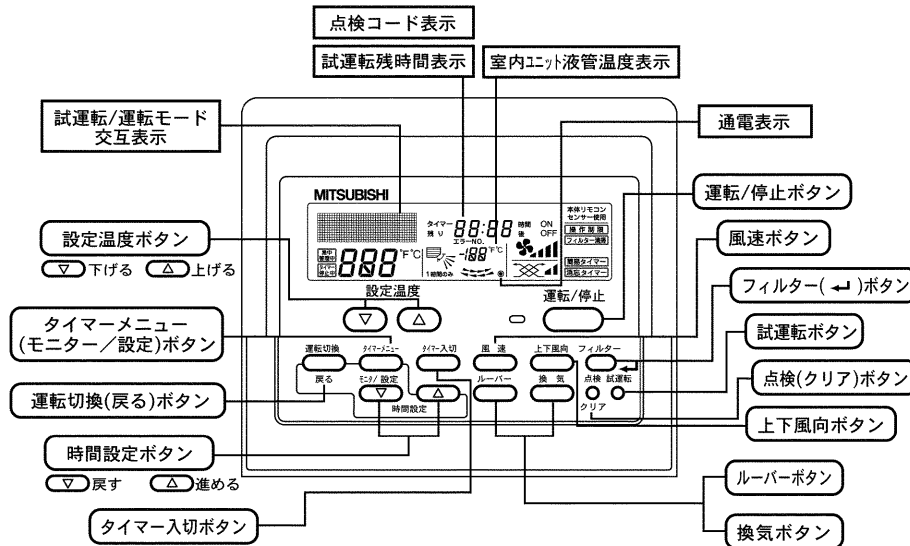 点検コード表示
試運転残時間表示
室内ユニット液管温度表示
試運転/運転モード
交互表示
通電表示
運転/停止ボタン
設定温度ボタン
▽ 下げる △ 上げる
風速ボタン
フィルター( ↵ )ボタン
タイマーメニュー
(モニター/設定)ボタン
試運転ボタン
運転切換(戻る)ボタン
点検(クリア)ボタン
上下風向ボタン
時間設定ボタン
▽ 戻す △ 進める
ルーバーボタン
タイマー入切ボタン
換気ボタン
MITSUBISHI
タイマー 88:88 時間 ON
残り 後 OFF
エラーNO.
本体リモコン
センサー使用
操作制限
フィルター清掃
簡易タイマー
消忘タイマー
集中
管理中
タイマー
停止中
888 °F°C
-188 °F°C
1時間のみ
設定温度
▽ △
運転/停止
運転切換 タイマーメニュー タイマー入切 風 速 上下風向 フィルター
戻る モニタ/設定 ルーバー 換 気 点検 試運転
▽ △
時間設定
クリア